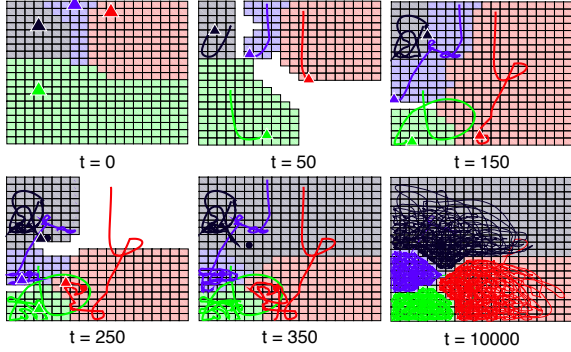 t = 0
t = 50
t = 150
t = 250
t = 350
t = 10000